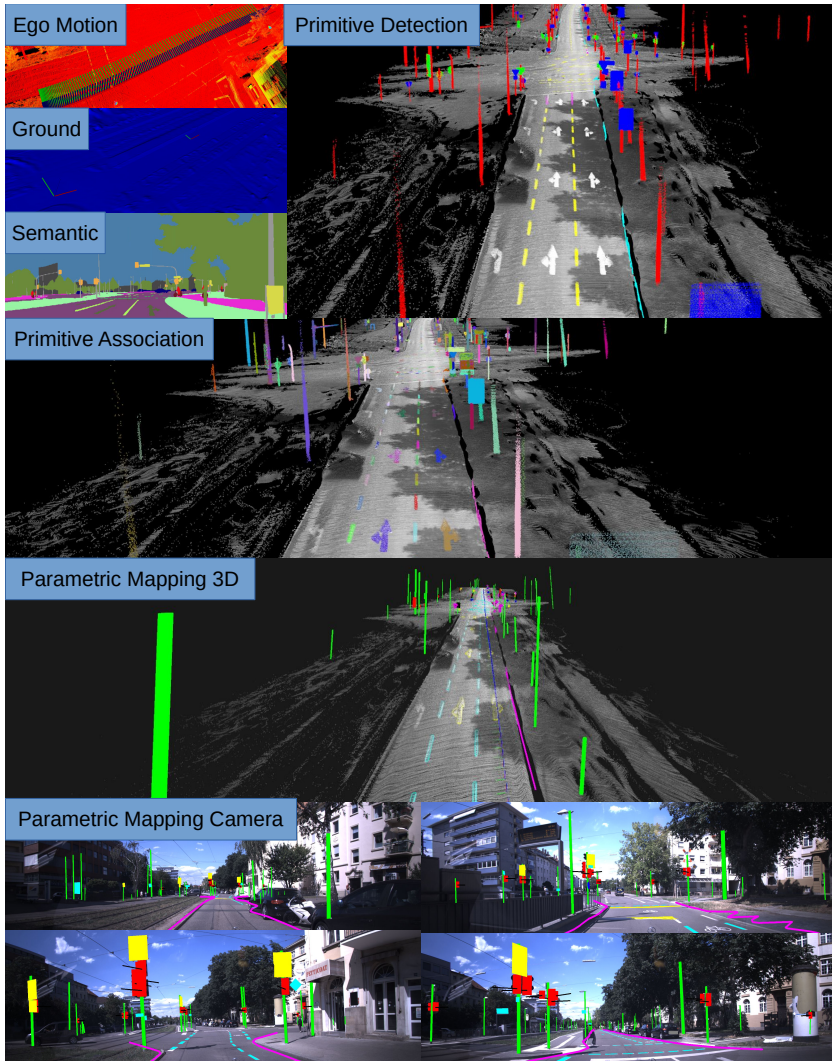 Ego Motion
Primitive Detection
Ground
Semantic
Primitive Association
Parametric Mapping 3D
Parametric Mapping Camera